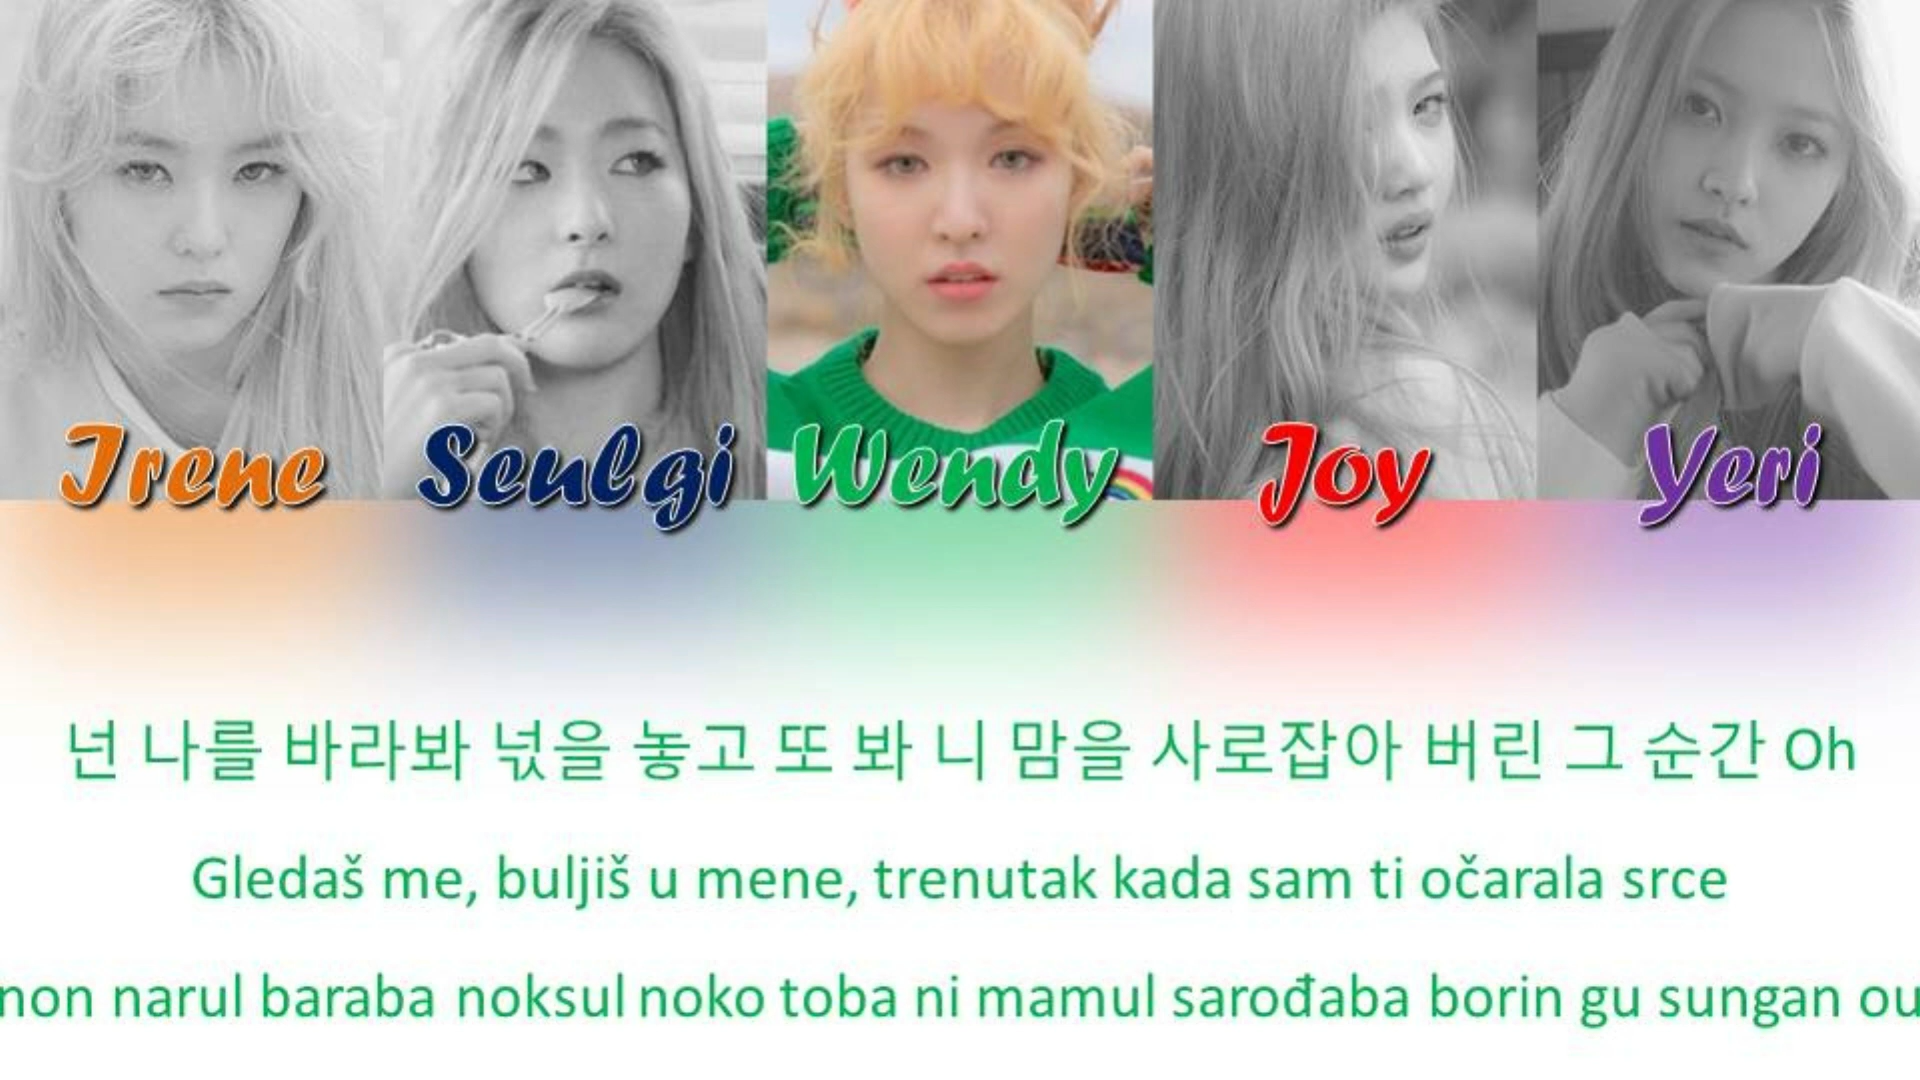 Irene Seulgi Wendy Joy Yeri
넌 나를 바라봐 넋을 놓고 또 봐 니 맘을 사로잡아 버린 그 순간 Oh
Gledaš me, buljiš u mene, trenutak kada sam ti očarala srce
non narul baraba noksul noko toba ni mamul sarođaba borin gu sungan ou